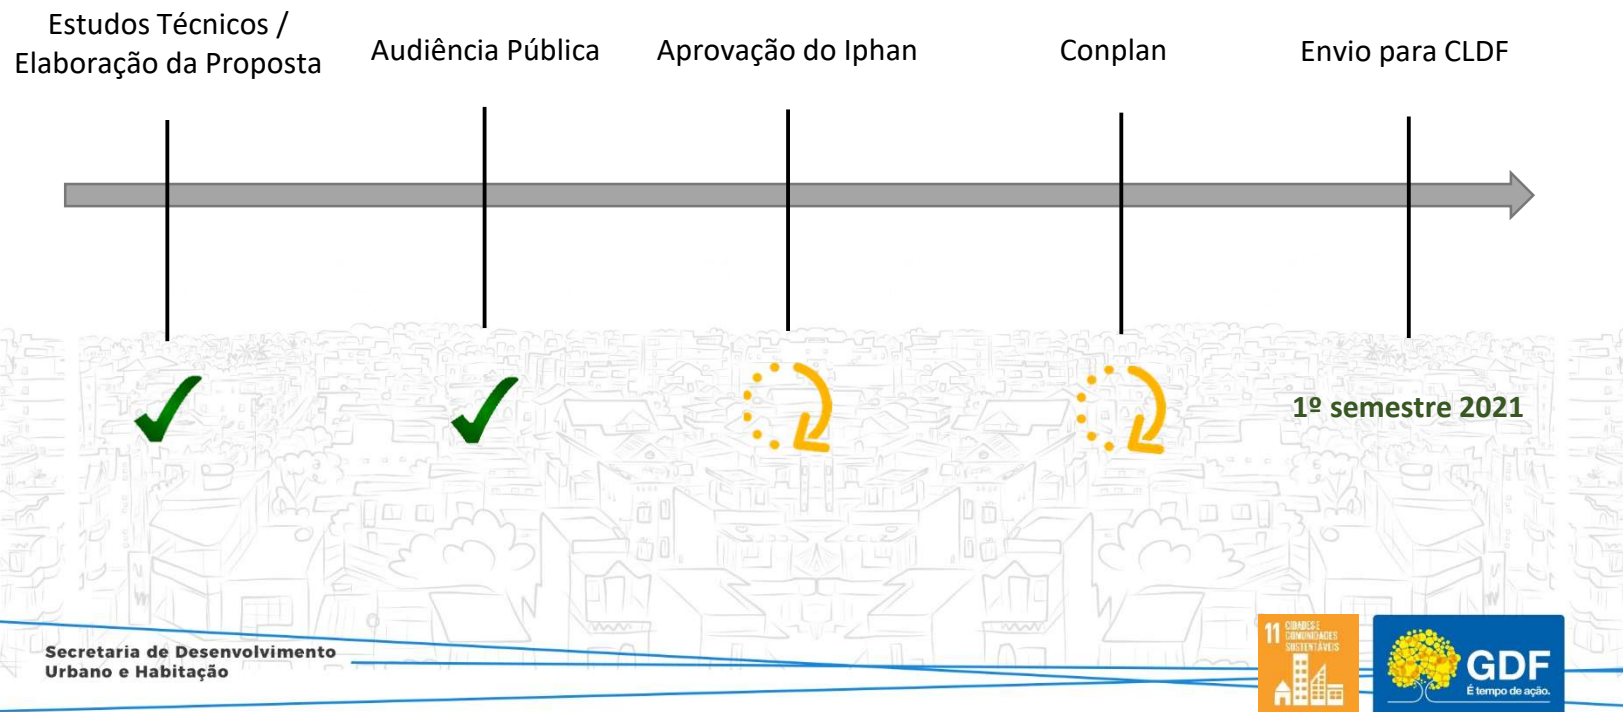 Estudos Técnicos /
Elaboração da Proposta
Audiência Pública
Aprovação do Iphan
Conplan
Envio para CLDF
1º semestre 2021
Secretaria de Desenvolvimento
Urbano e Habitação
11 CIDADES E
COMUNIDADES
SUSTENTÁVEIS
GDF
É tempo de ação.